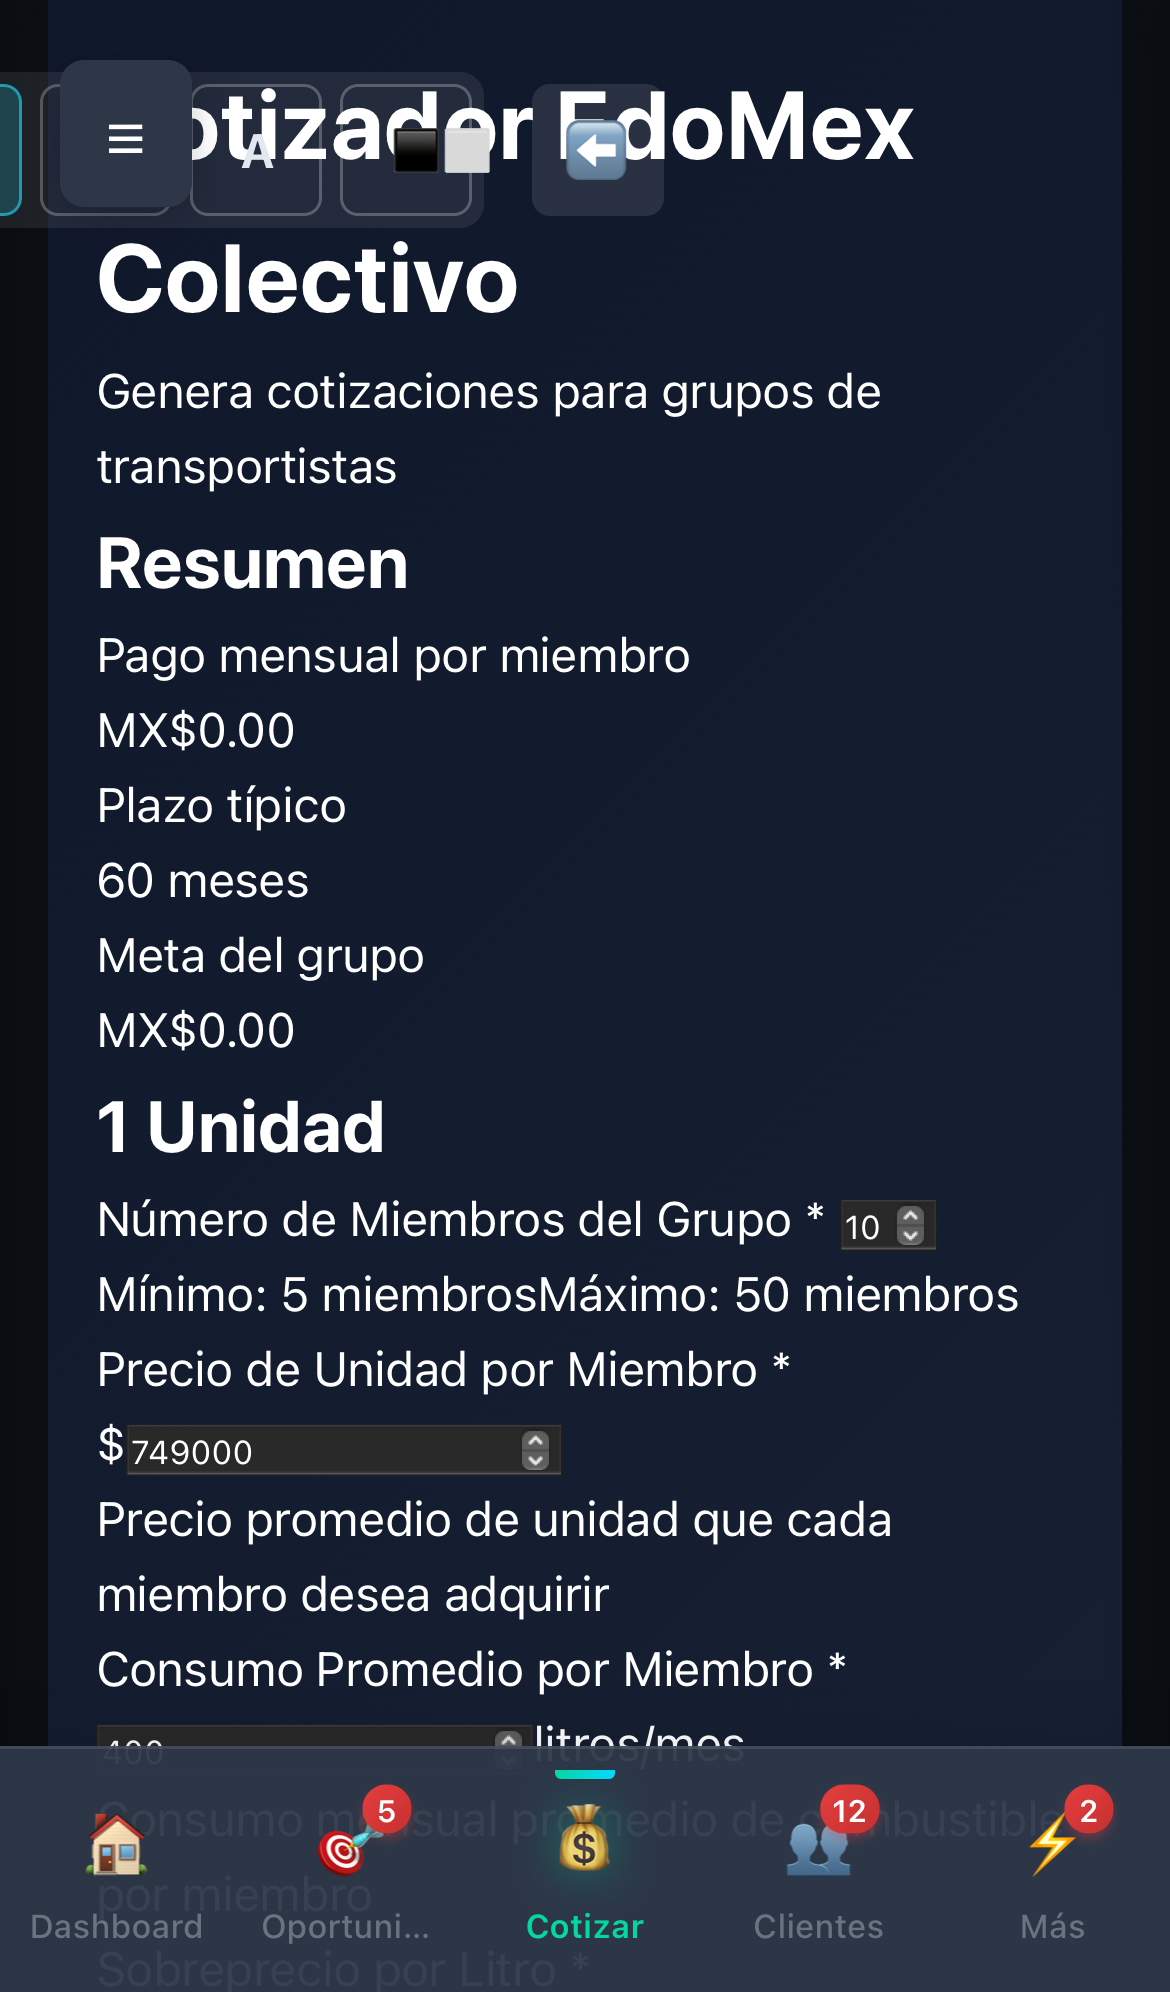 Cotizador EdoMex
A
Colectivo
Genera cotizaciones para grupos de
transportistas
Resumen
Pago mensual por miembro
MX$0.00
Plazo típico
60 meses
Meta del grupo
MX$0.00
1 Unidad
Número de Miembros del Grupo * 10
Mínimo: 5 miembrosMáximo: 50 miembros
Precio de Unidad por Miembro *
$749000
Precio promedio de unidad que cada
miembro desea adquirir
Consumo Promedio por Miembro *
400 litros/mes
Consumo mensual promedio de combustible
por miembro
Sobreprecio por Litro *
5
12
2
Dashboard
Oportuni...
Cotizar
Clientes
Más